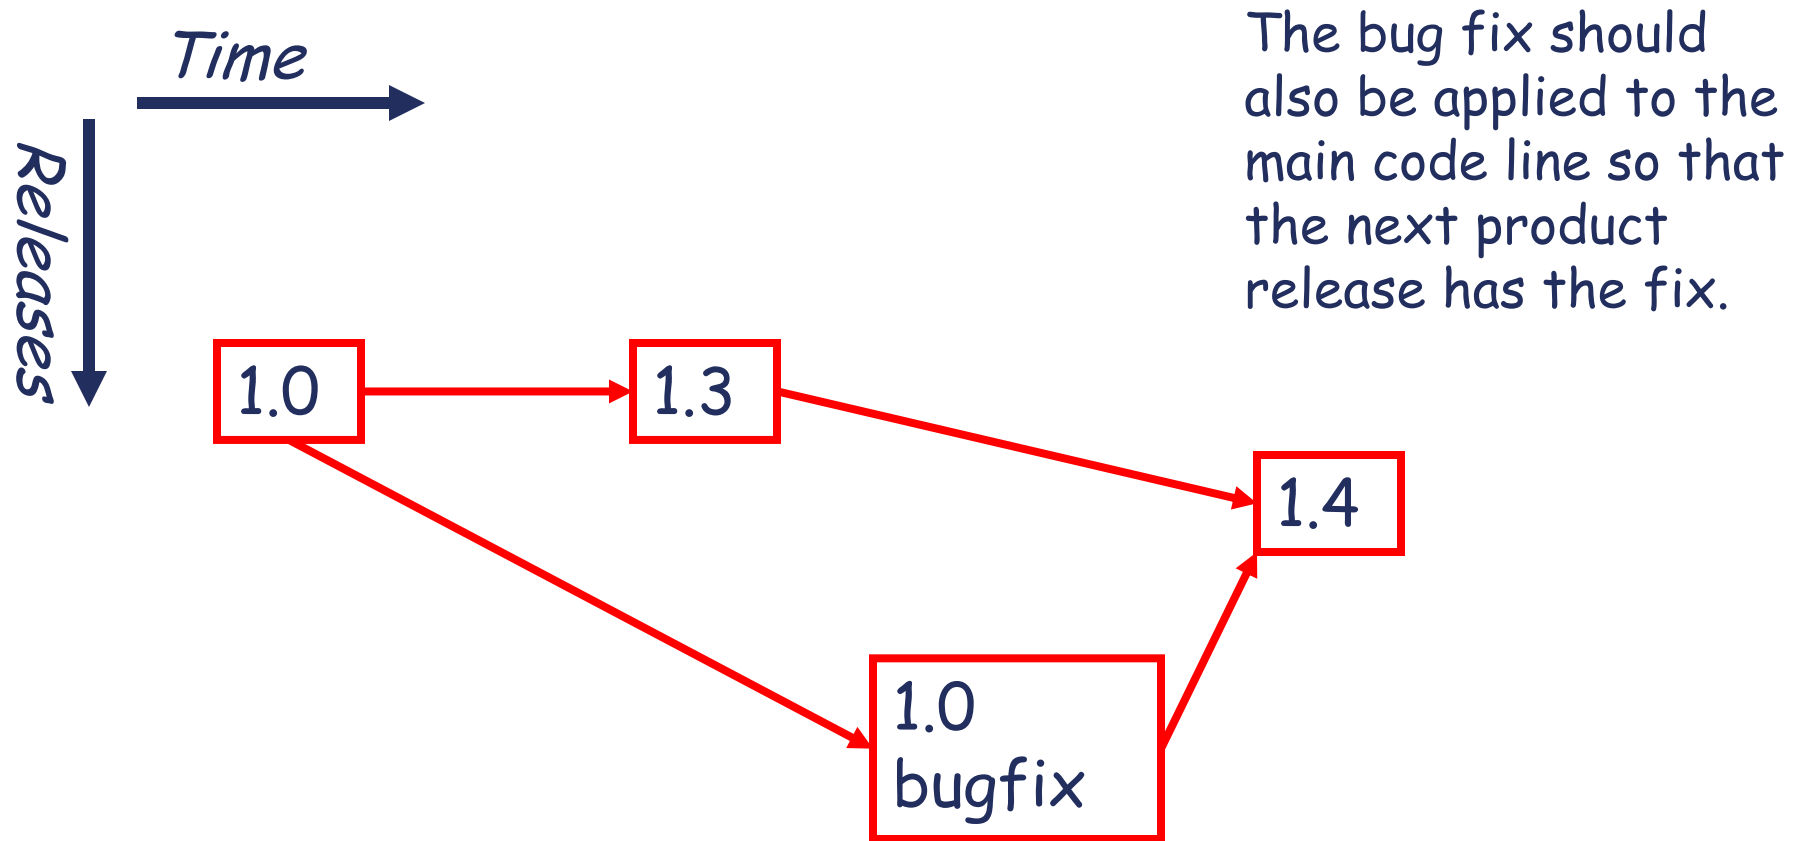 Time
Releases
The bug fix should
also be applied to the
main code line so that
the next product
release has the fix.
1.0
1.3
1.4
1.0
bugfix